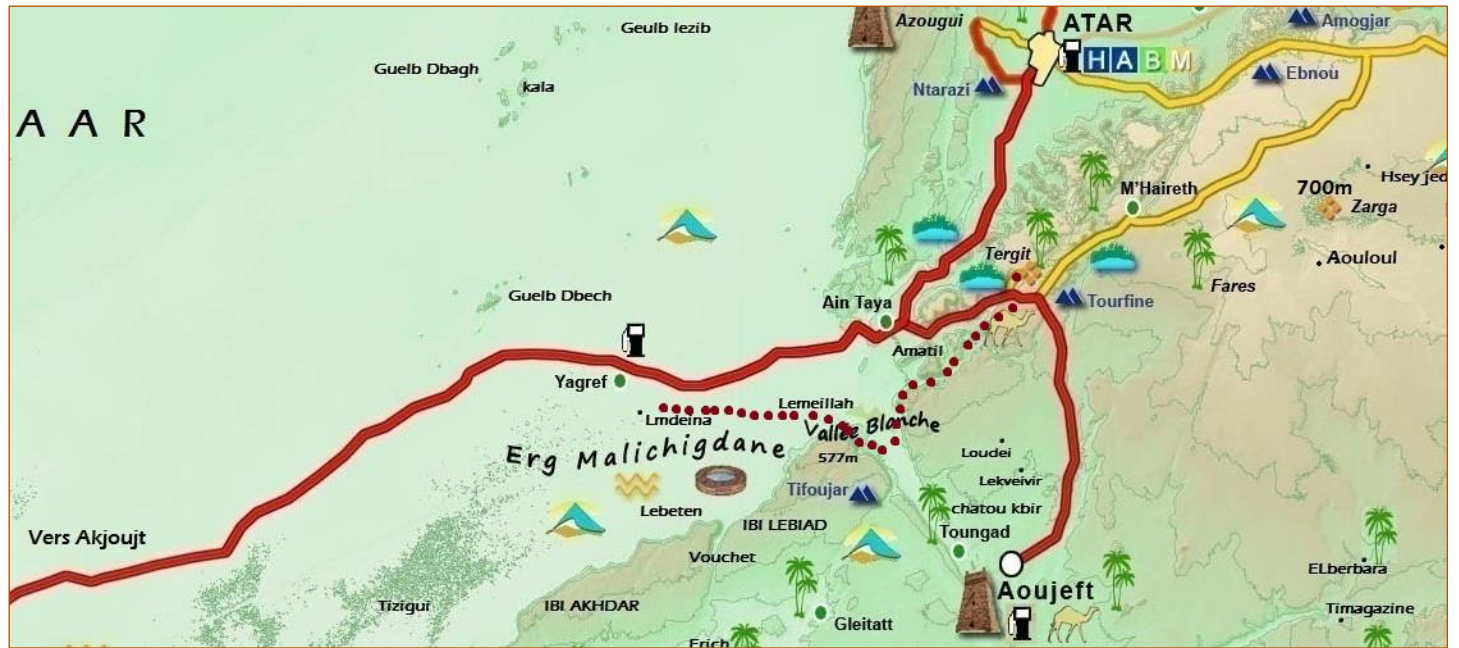 Geulb Iezib
Azougui
ATAR
Amogjar
Guelb Dbagh
kala
H A B M
Ntarazi
Ebnou
A A R
M'Haireth
700m
Hsey jed
Zarga
Tergit
Aouloul
Fares
Guelb Dbech
Ain Taya
Tourfine
Amatil
Yagref
Lmdeina
Lemeillah
Vallée Blanche
Erg Malichigdane
577m
Loudei
Lekveivir
Tifoujar
chatou kbir
Lebeten
IBI LEBIAD
Toungad
Vers Akjoujt
Vouchet
ELberbara
Aoujeft
Tizigui
IBI AKHDAR
Timagazine
Gleitatt
Erich